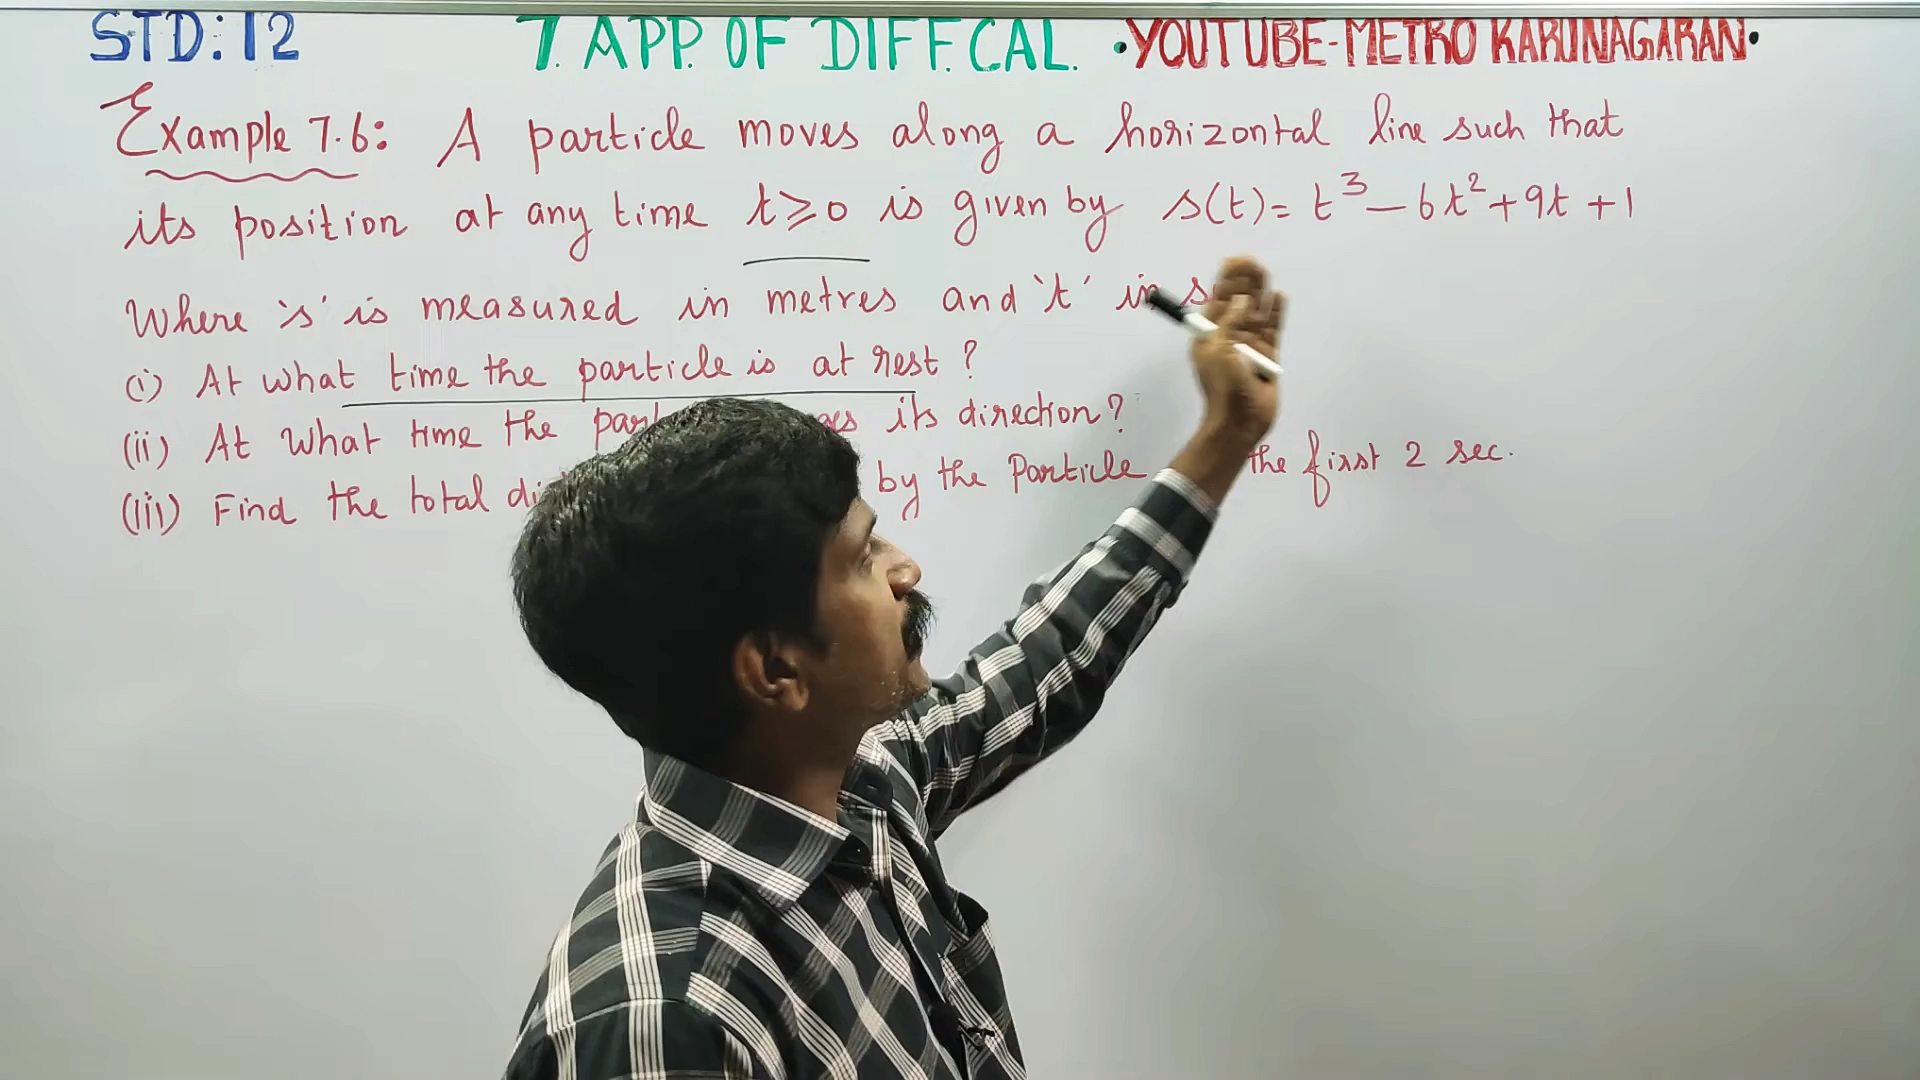 STD: 12 7. APP. OF DIFF. CAL. •YOUTUBE-METRO KARUNAGARAN•
Example 7.6: A particle moves along a horizontal line such that
its position at any time t≥0 is given by s(t)= t³-6t²+9t+1
Where 's' is measured in metres and 't' in
(i) At what time the particle is at rest ?
(ii) At what time the its direction?
(iii) Find the total by the Particle the first 2 sec.